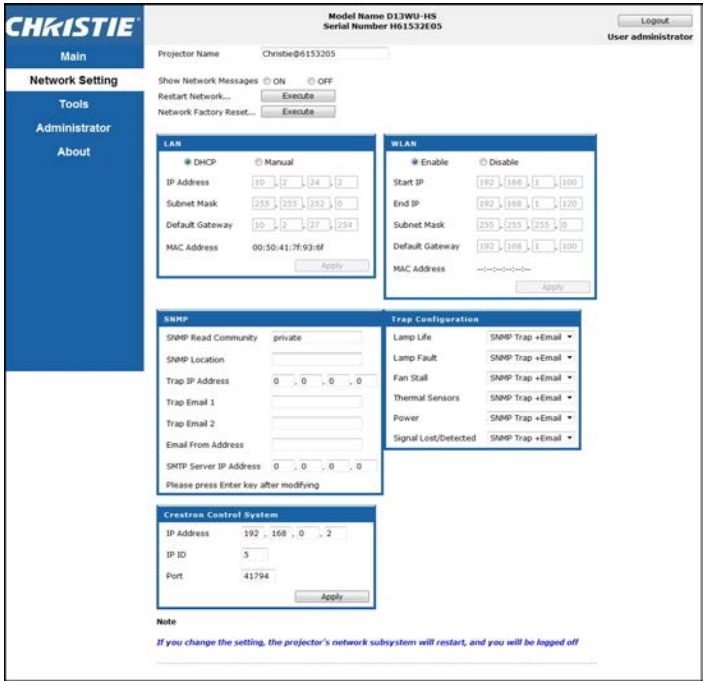 CHRISTIE
Model Name D13WU-HS
Serial Number H61532E05
Logout
User administrator
Main
Network Setting
Tools
Administrator
About
Projector Name Christie@6153205
Show Network Messages ON OFF
Restart Network... Execute
Network Factory Reset... Execute
LAN
DHCP Manual
IP Address 10 . 2 . 24 . 2
Subnet Mask 255 . 255 . 252 . 0
Default Gateway 10 . 2 . 27 . 254
MAC Address 00:50:41:7f:93:6f
Apply
WLAN
Enable Disable
Start IP 192 . 168 . 1 . 100
End IP 192 . 168 . 1 . 120
Subnet Mask 255 . 255 . 255 . 0
Default Gateway 192 . 168 . 1 . 100
MAC Address --:--:--:--:--:--
Apply
SNMP
SNMP Read Community private
SNMP Location
Trap IP Address 0 . 0 . 0 . 0
Trap Email 1
Trap Email 2
Email From Address
SMTP Server IP Address 0 . 0 . 0 . 0
Please press Enter key after modifying
Trap Configuration
Lamp Life SNMP Trap +Email
Lamp Fault SNMP Trap +Email
Fan Stall SNMP Trap +Email
Thermal Sensors SNMP Trap +Email
Power SNMP Trap +Email
Signal Lost/Detected SNMP Trap +Email
Crestron Control System
IP Address 192 . 168 . 0 . 2
IP ID 5
Port 41794
Apply
Note
If you change the setting, the projector's network subsystem will restart, and you will be logged off